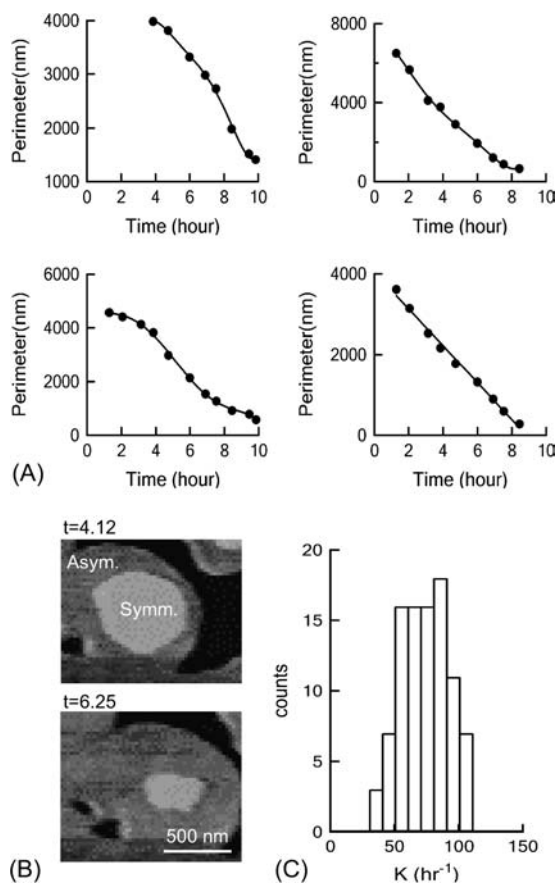 4000
3000
2000
1000
Perimeter(nm)
0 2 4 6 8 10
Time (hour)
8000
4000
0
Perimeter(nm)
0 2 4 6 8 10
Time (hour)
6000
4000
2000
0
Perimeter(nm)
0 2 4 6 8 10
Time (hour)
4000
2000
0
Perimeter(nm)
0 2 4 6 8 10
Time (hour)
(A)
t=4.12
Asym.
Symm.
t=6.25
500 nm
(B)
20
15
10
5
0
counts
0 50 100 150
K (hr⁻¹)
(C)